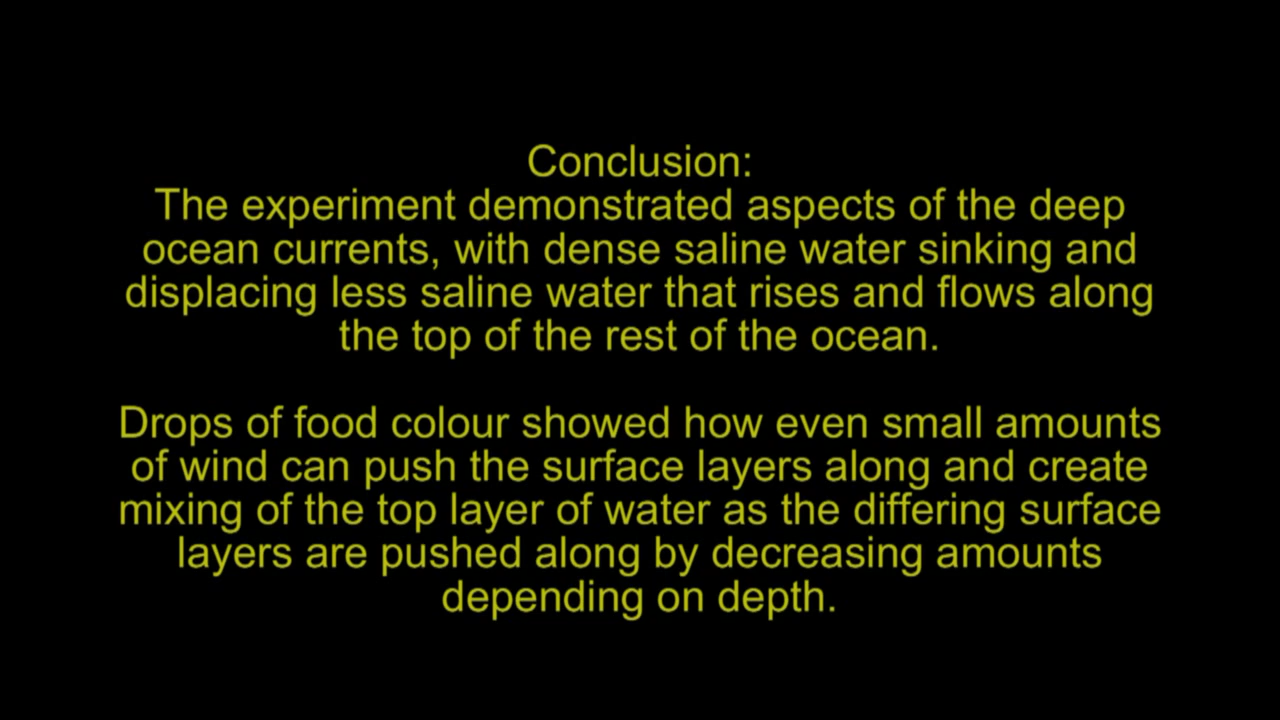 Conclusion:
The experiment demonstrated aspects of the deep
ocean currents, with dense saline water sinking and
displacing less saline water that rises and flows along
the top of the rest of the ocean.
Drops of food colour showed how even small amounts
of wind can push the surface layers along and create
mixing of the top layer of water as the differing surface
layers are pushed along by decreasing amounts
depending on depth.